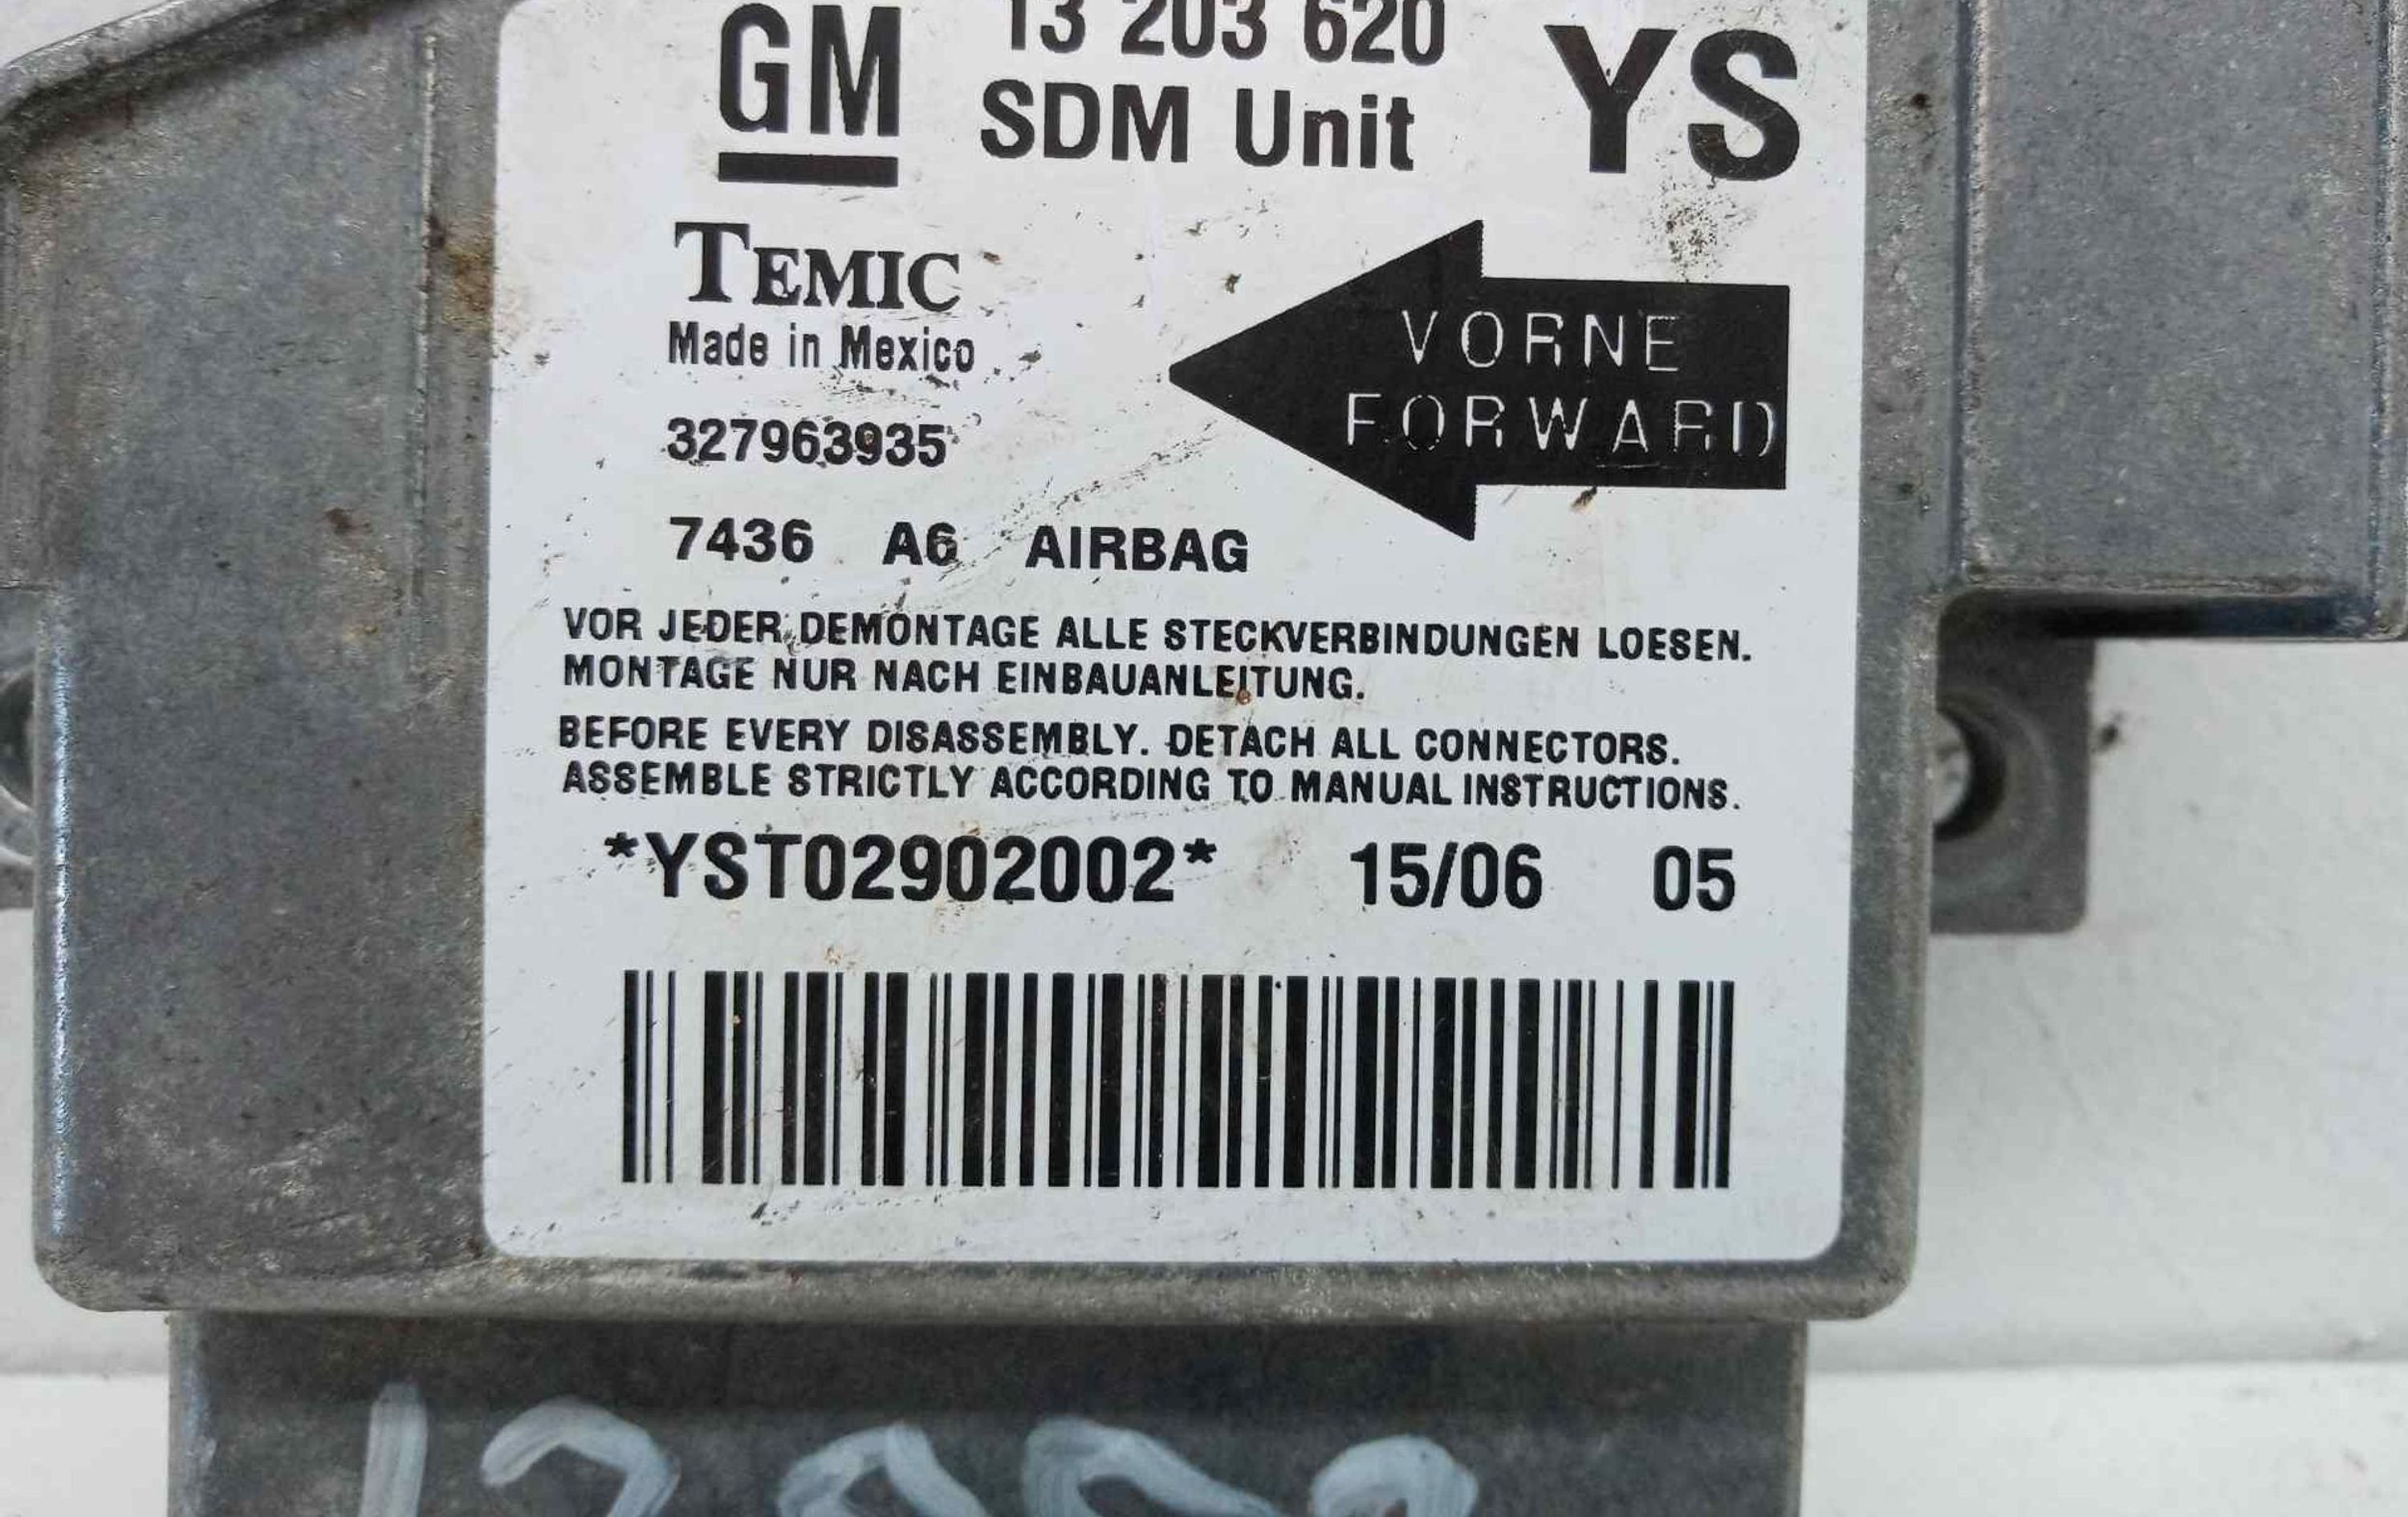 GM 13 203 620 YS
SDM Unit
TEMIC
Made in Mexico
VORNE
FORWARD
327963935
7436 A6 AIRBAG
VOR JEDER DEMONTAGE ALLE STECKVERBINDUNGEN LOESEN.
MONTAGE NUR NACH EINBAUANLEITUNG.
BEFORE EVERY DISASSEMBLY. DETACH ALL CONNECTORS.
ASSEMBLE STRICTLY ACCORDING TO MANUAL INSTRUCTIONS.
*YST02902002* 15/06 05